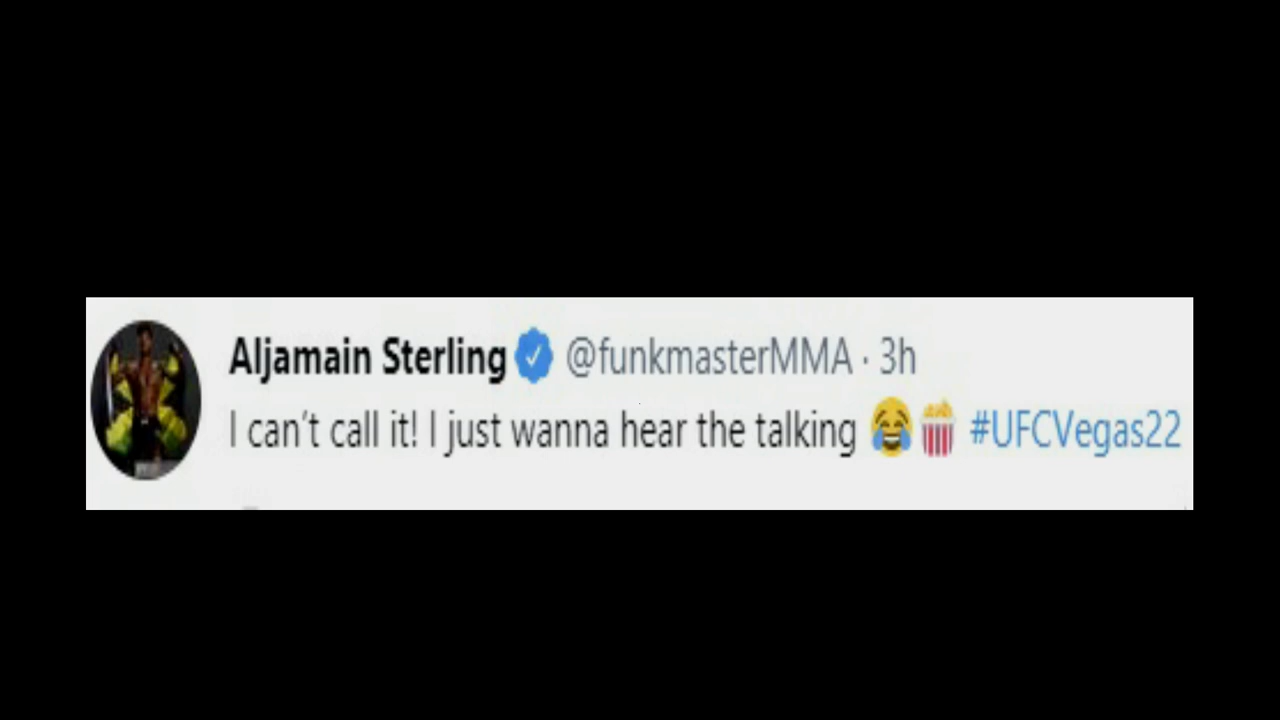 Aljamain Sterling @funkmasterMMA · 3h
I can't call it! I just wanna hear the talking 😂🍿 #UFCVegas22